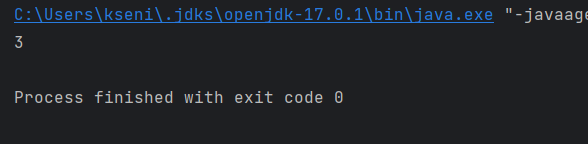 C:\Users\kseni\.jdks\openjdk-17.0.1\bin\java.exe "-javaage
3
Process finished with exit code 0